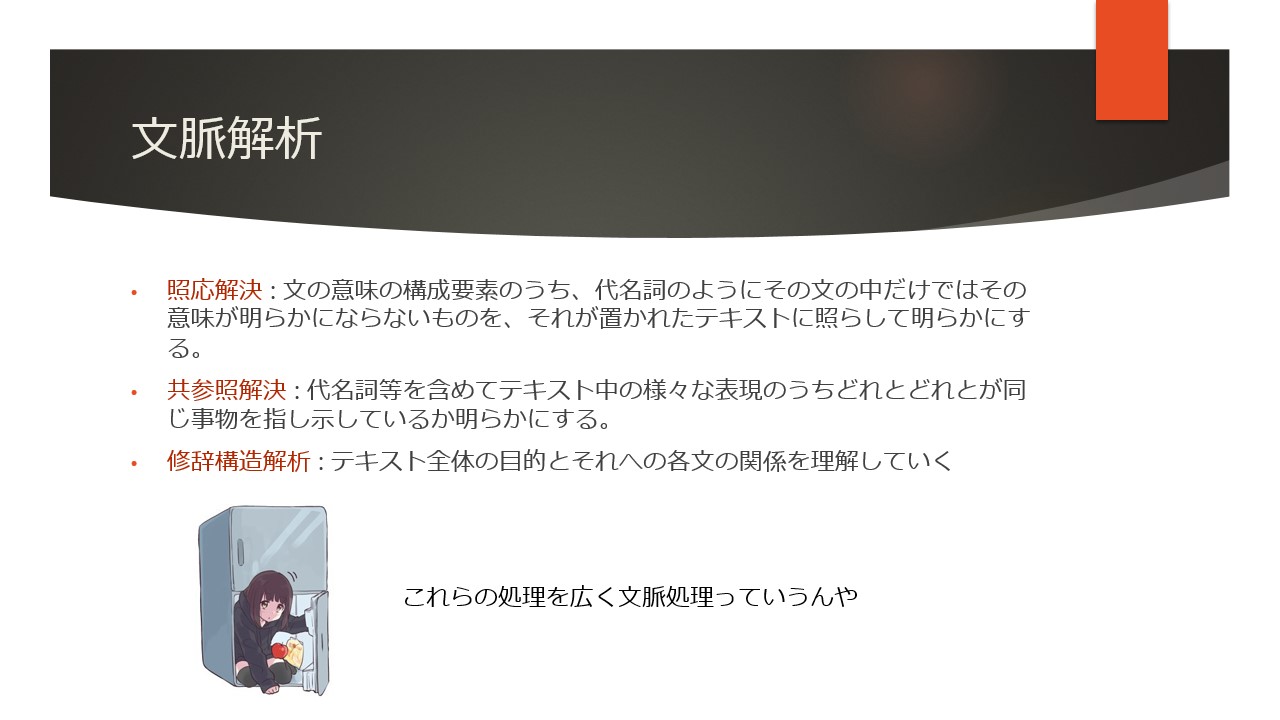 文脈解析
• 照応解決 : 文の意味の構成要素のうち、代名詞のようにその文の中だけではその
意味が明らかにならないものを、それが置かれたテキストに照らして明らかにす
る。
• 共参照解決 : 代名詞等を含めてテキスト中の様々な表現のうちどれとどれとが同
じ事物を指し示しているか明らかにする。
• 修辞構造解析 : テキスト全体の目的とそれへの各文の関係を理解していく
これらの処理を広く文脈処理っていうんや